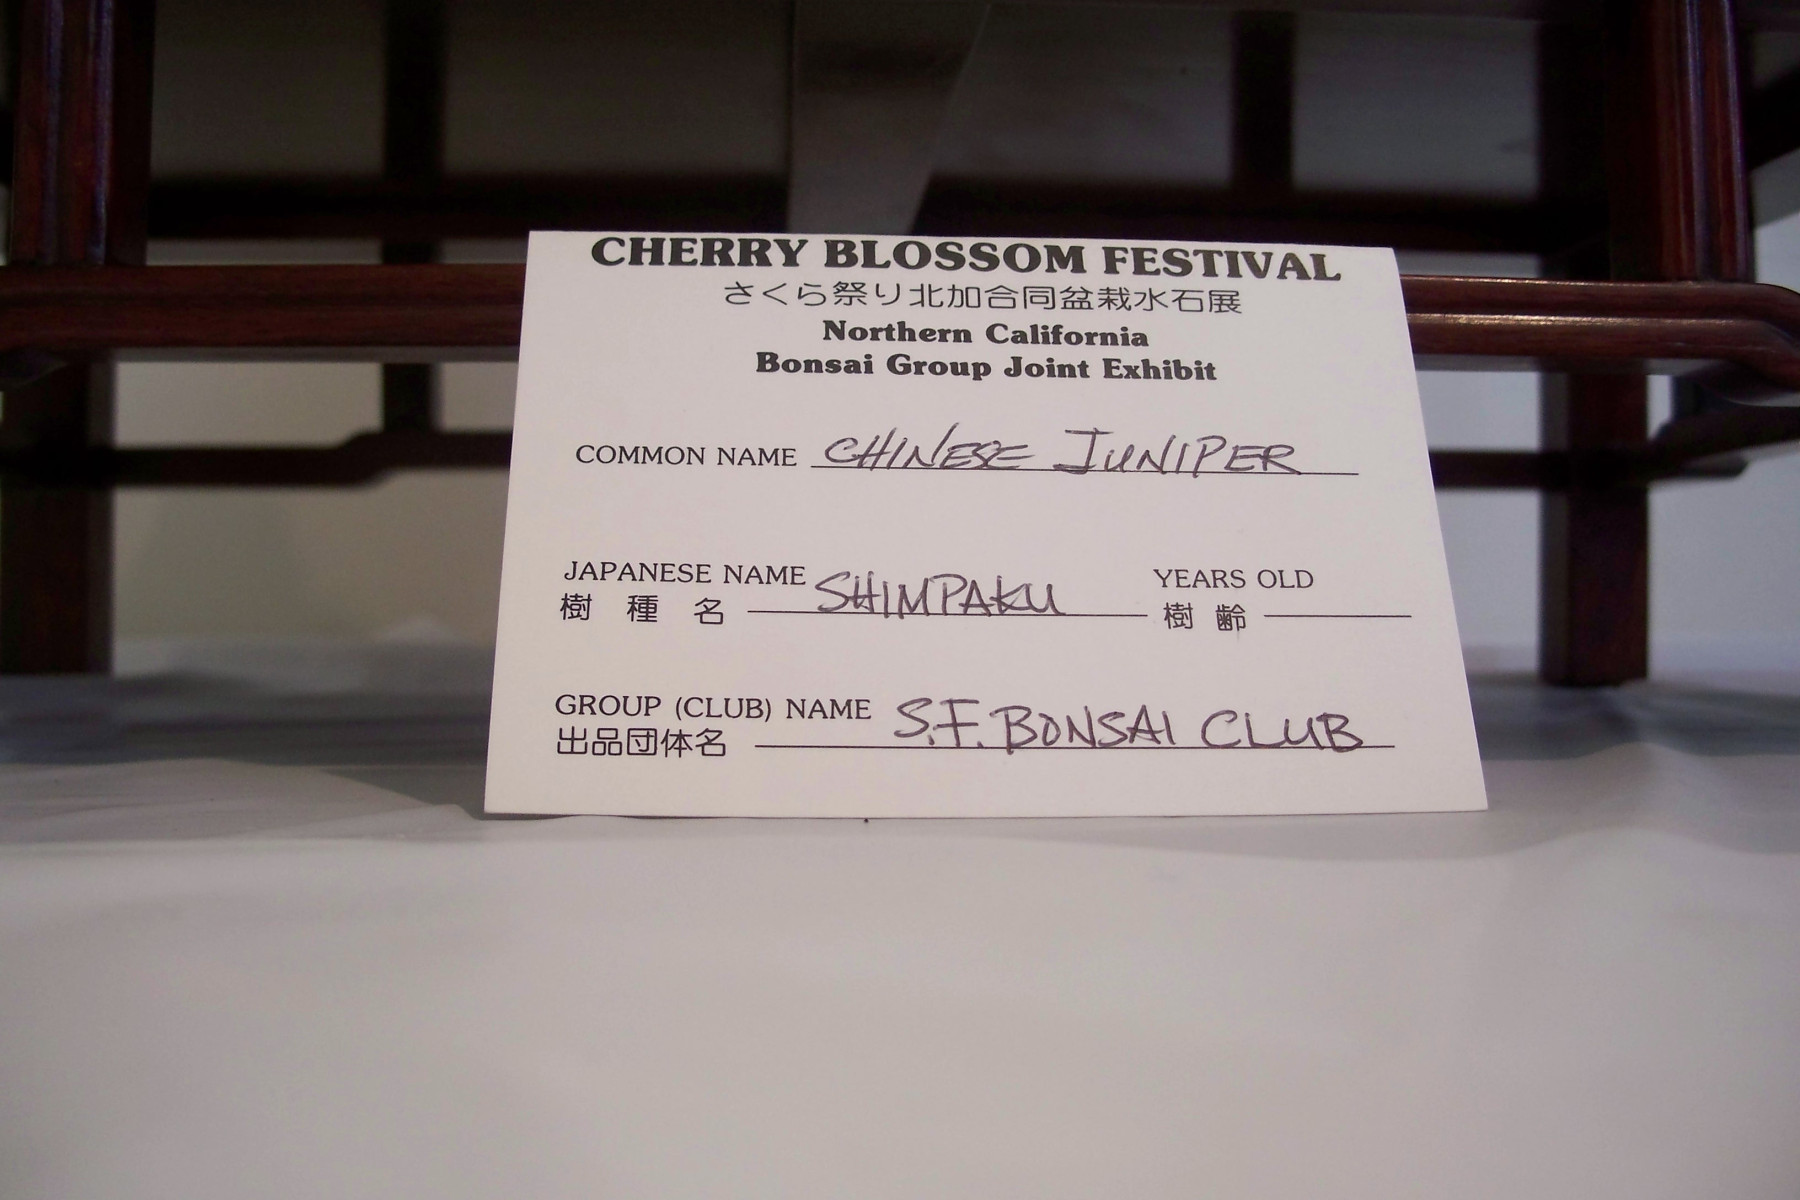 CHERRY BLOSSOM FESTIVAL
さくら祭り北加合同盆栽水石展
Northern California
Bonsai Group Joint Exhibit
COMMON NAME CHINESE JUNIPER
JAPANESE NAME SHIMPAKU YEARS OLD
樹種名 樹齢
GROUP (CLUB) NAME S.F. BONSAI CLUB
出品団体名